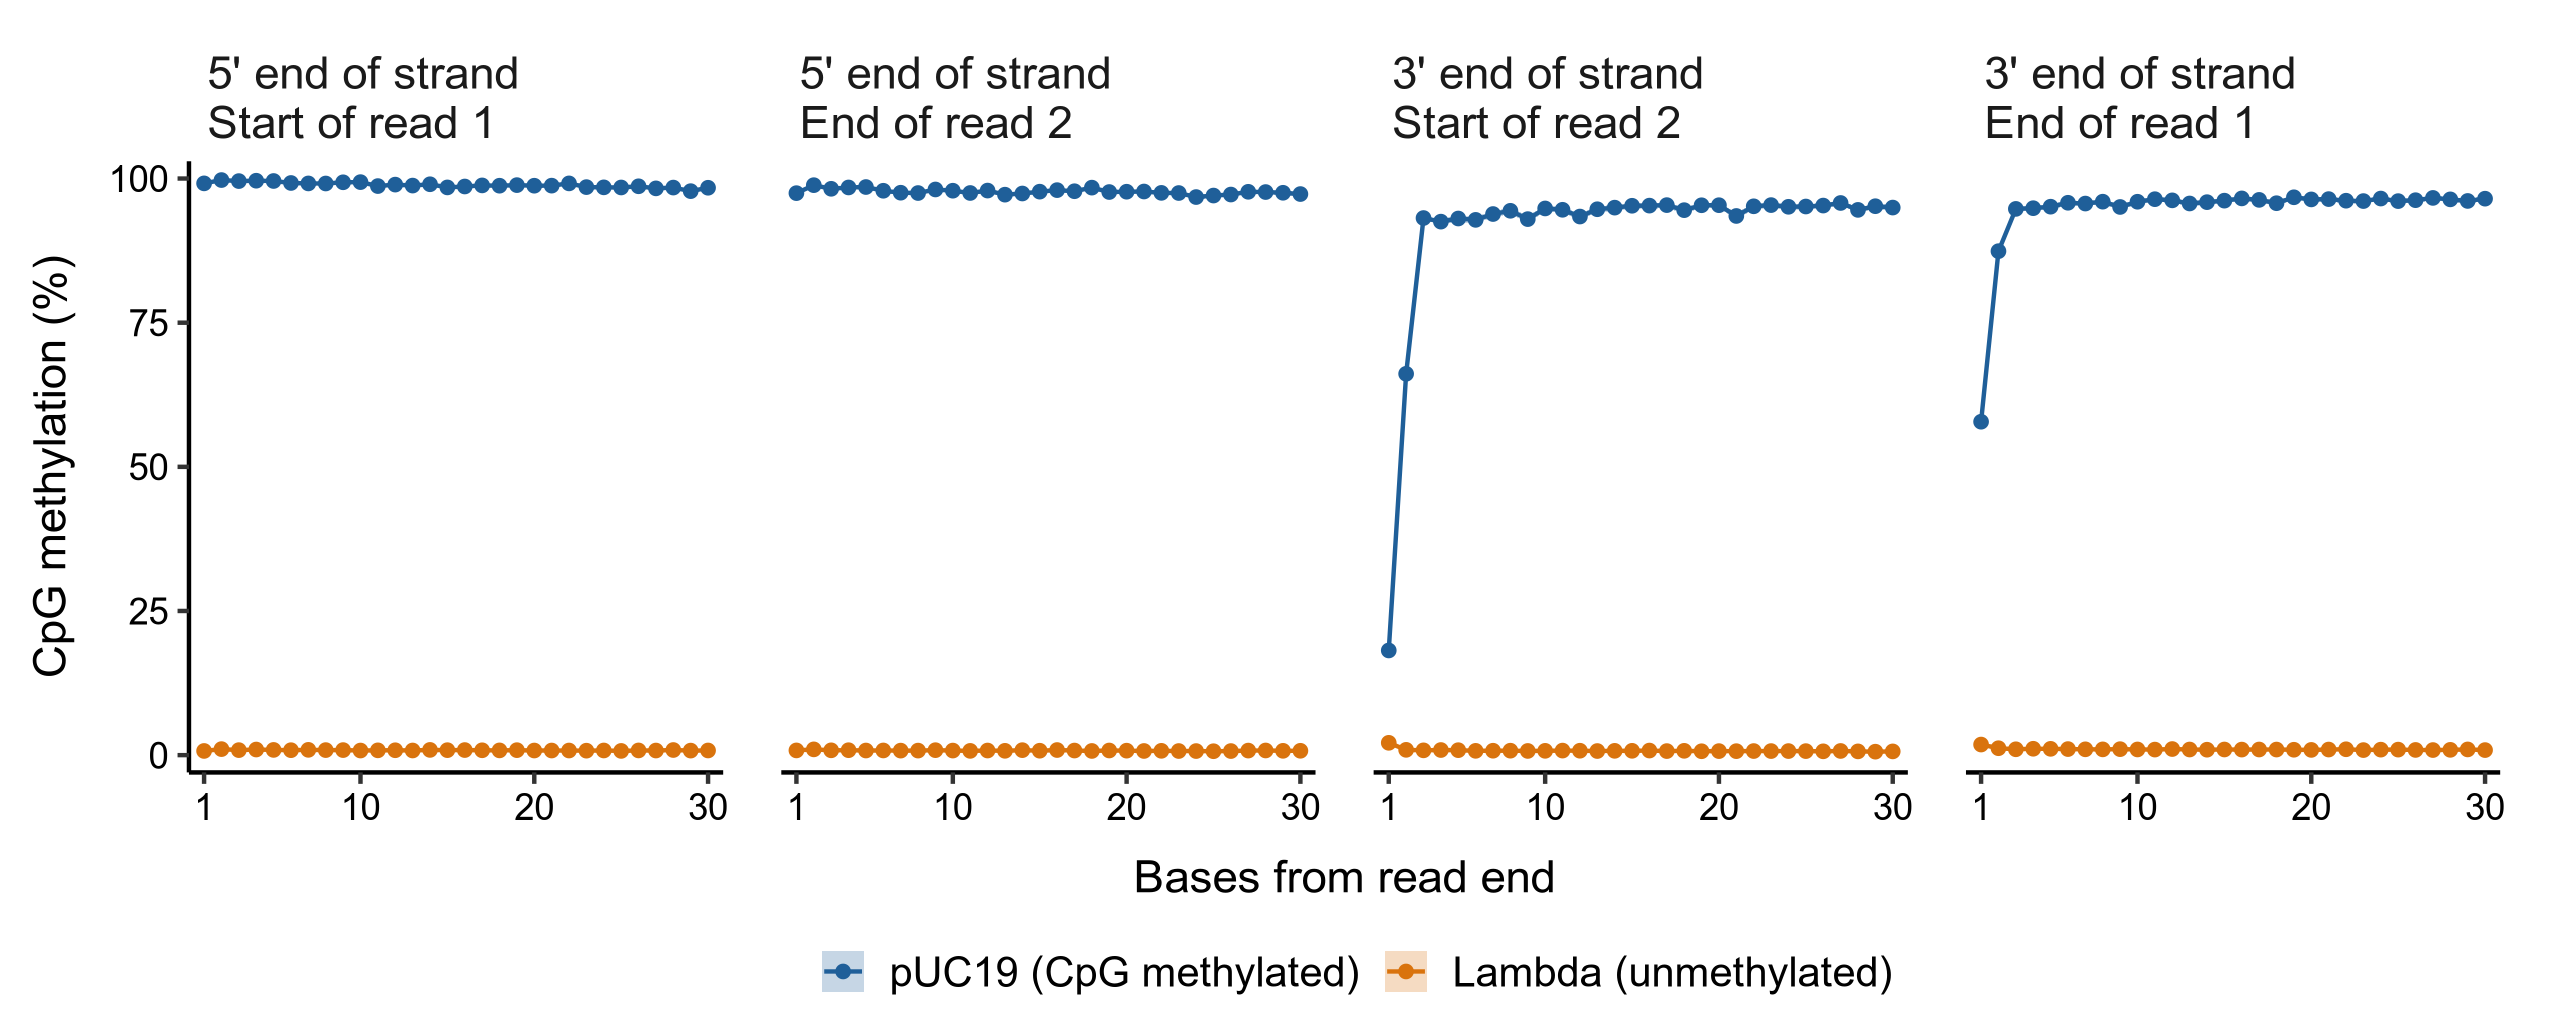 5' end of strand
Start of read 1
5' end of strand
End of read 2
3' end of strand
Start of read 2
3' end of strand
End of read 1
CpG methylation (%)
100
75
50
25
0
1 10 20 30
1 10 20 30
1 10 20 30
1 10 20 30
Bases from read end
pUC19 (CpG methylated) Lambda (unmethylated)